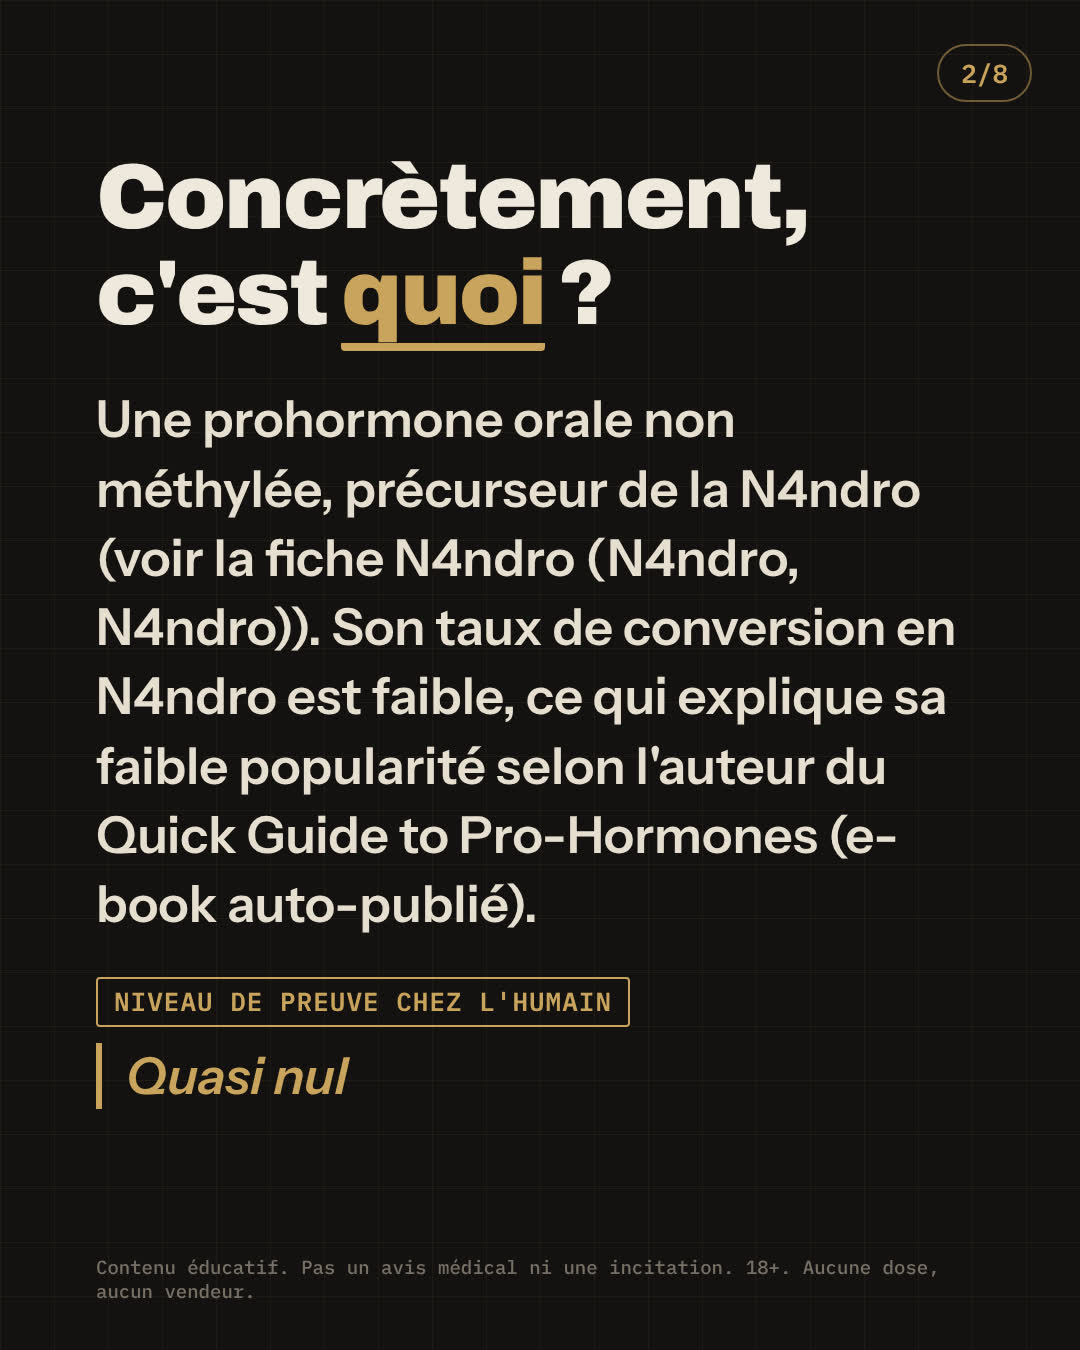 2/8
Concrètement,
c'est quoi ?
Une prohormone orale non
méthylée, précurseur de la N4ndro
(voir la fiche N4ndro (N4ndro,
N4ndro)). Son taux de conversion en
N4ndro est faible, ce qui explique sa
faible popularité selon l'auteur du
Quick Guide to Pro-Hormones (e-
book auto-publié).
NIVEAU DE PREUVE CHEZ L'HUMAIN
Quasi nul
Contenu éducatif. Pas un avis médical ni une incitation. 18+. Aucune dose,
aucun vendeur.